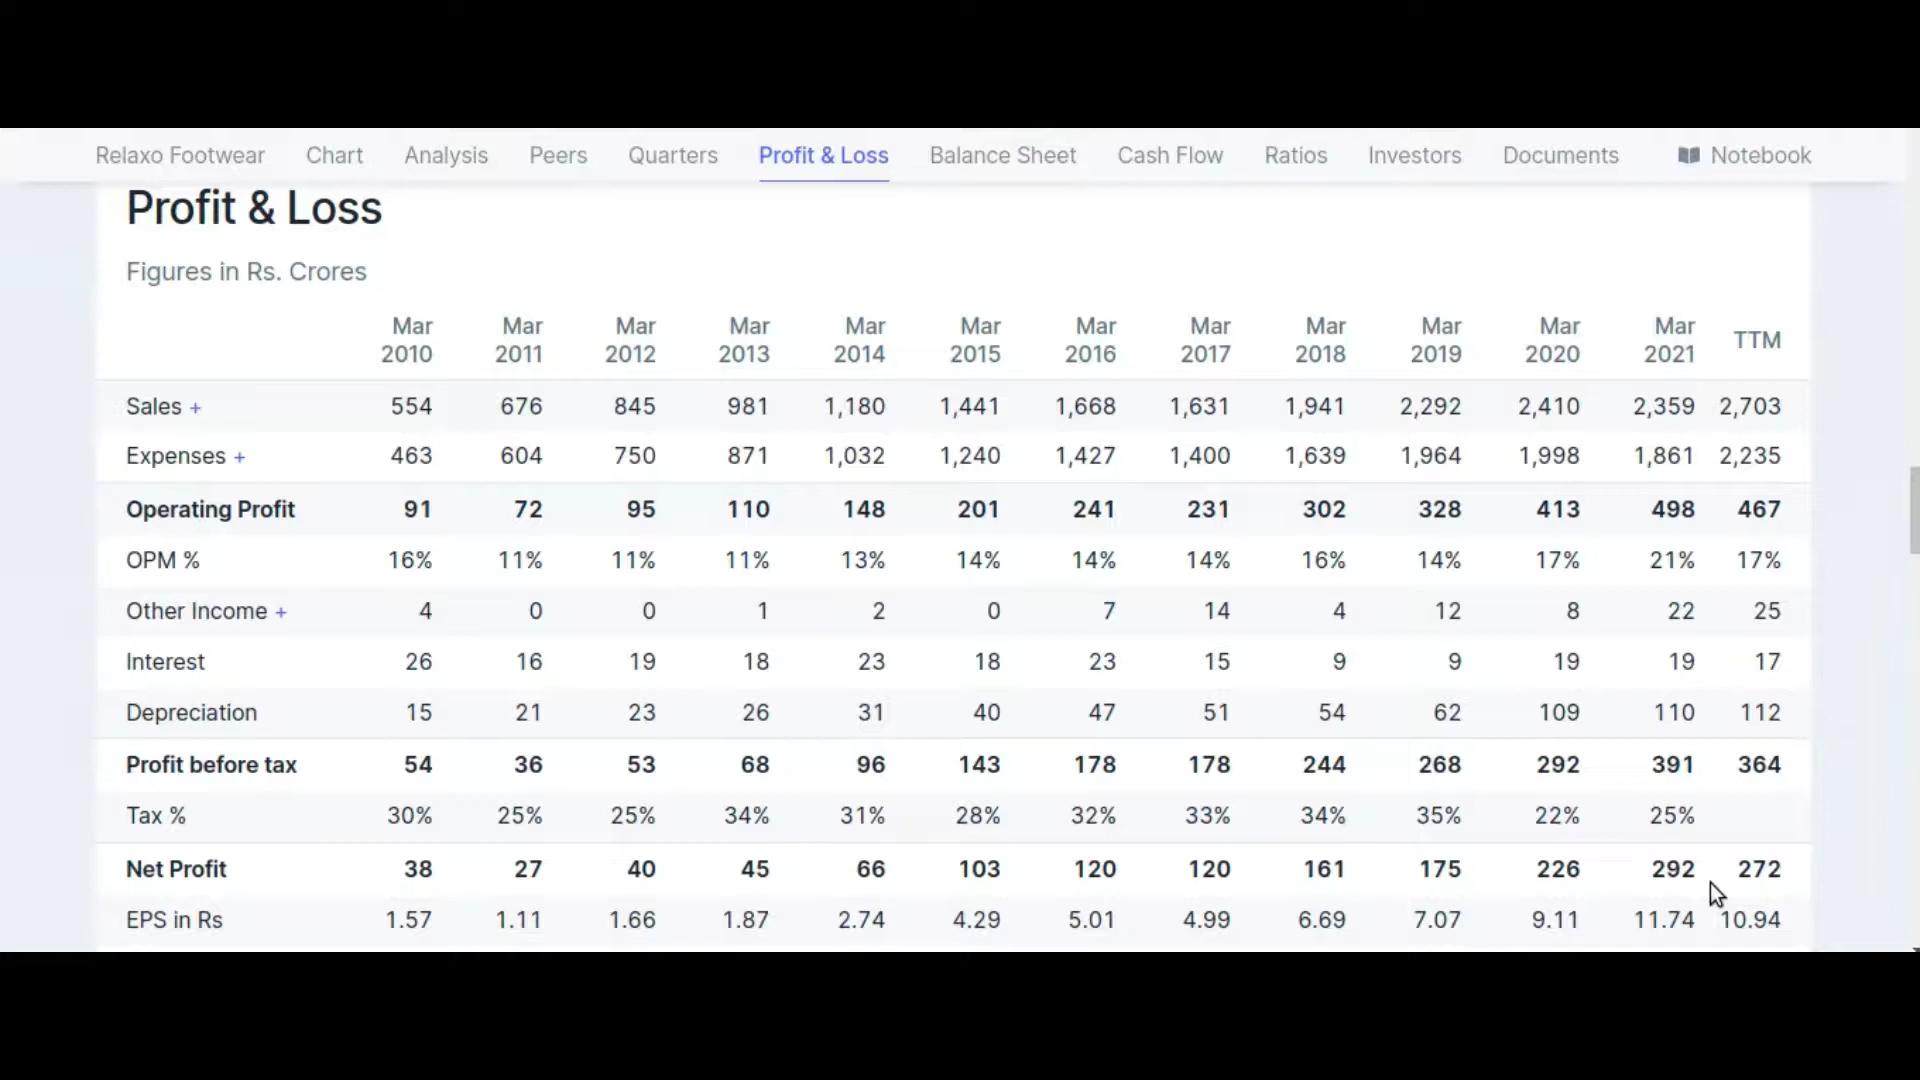 Relaxo Footwear Chart Analysis Peers Quarters Profit & Loss Balance Sheet Cash Flow Ratios Investors Documents Notebook
Profit & Loss
Figures in Rs. Crores
Mar 2010 Mar 2011 Mar 2012 Mar 2013 Mar 2014 Mar 2015 Mar 2016 Mar 2017 Mar 2018 Mar 2019 Mar 2020 Mar 2021 TTM
Sales + 554 676 845 981 1,180 1,441 1,668 1,631 1,941 2,292 2,410 2,359 2,703
Expenses + 463 604 750 871 1,032 1,240 1,427 1,400 1,639 1,964 1,998 1,861 2,235
Operating Profit 91 72 95 110 148 201 241 231 302 328 413 498 467
OPM % 16% 11% 11% 11% 13% 14% 14% 14% 16% 14% 17% 21% 17%
Other Income + 4 0 0 1 2 0 7 14 4 12 8 22 25
Interest 26 16 19 18 23 18 23 15 9 9 19 19 17
Depreciation 15 21 23 26 31 40 47 51 54 62 109 110 112
Profit before tax 54 36 53 68 96 143 178 178 244 268 292 391 364
Tax % 30% 25% 25% 34% 31% 28% 32% 33% 34% 35% 22% 25%
Net Profit 38 27 40 45 66 103 120 120 161 175 226 292 272
EPS in Rs 1.57 1.11 1.66 1.87 2.74 4.29 5.01 4.99 6.69 7.07 9.11 11.74 10.94